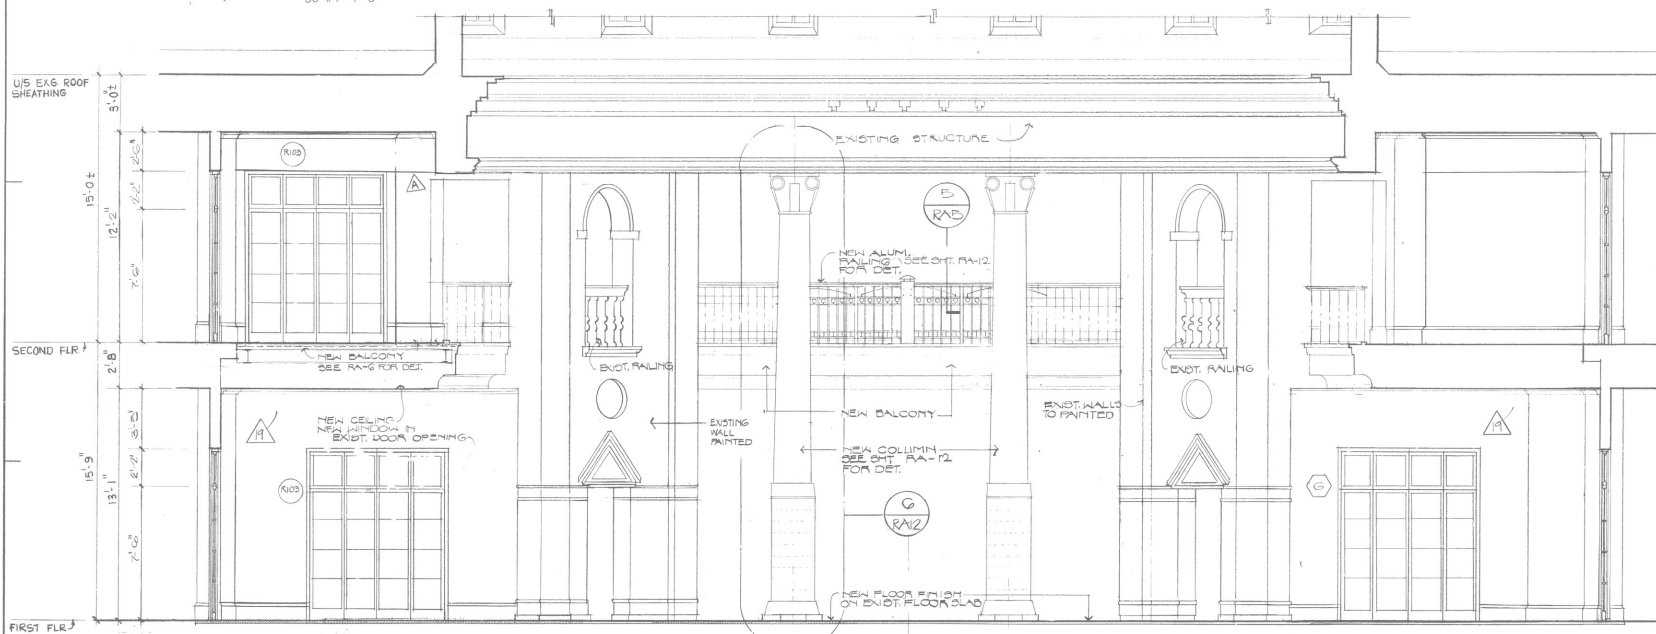 U/S EXG ROOF
SHEATHING
3'-0"±
15'-0±
2'-6"
2'-2"
12'-2"
7'-6"
R103
A
EXISTING STRUCTURE
5
RA5
NEW ALUM.
RAILING SEE SHT. RA-12
FOR DET.
SECOND FLR.
2'-8"
NEW BALCONY
SEE RA-6 FOR DET.
EXIST. RAILING
EXIST. RAILING
NEW CEILING
NEW WINDOW IN
EXIST. DOOR OPENING
19
EXISTING
WALL
PAINTED
NEW BALCONY
EXIST. WALLS
TO PAINTED
19
NEW COLUMN
SEE SHT RA-12
FOR DET.
15'-9"
13'-1"
2'-2"
7'-6"
R103
G
RA12
G
NEW FLOOR FINISH
ON EXIST. FLOOR SLAB
FIRST FLR